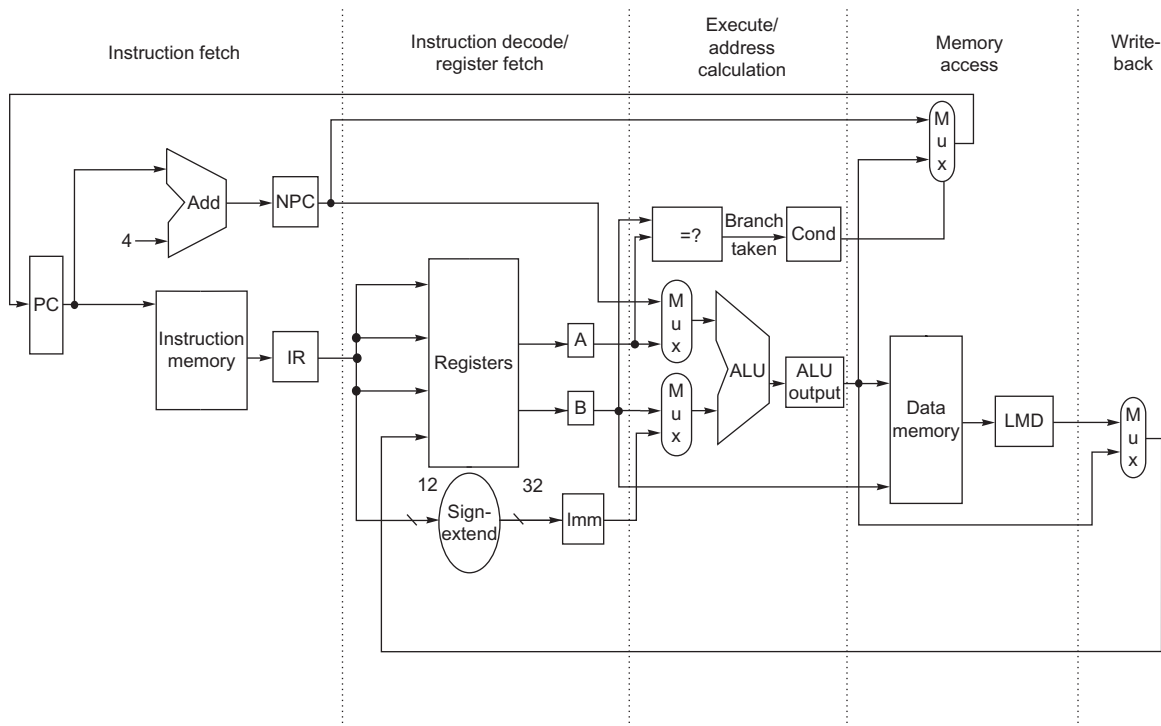 Instruction fetch
Instruction decode/
register fetch
Execute/
address
calculation
Memory
access
Write-
back
M
u
x
Add
NPC
4
=?
Branch
taken
Cond
PC
Instruction
memory
IR
Registers
A
B
M
u
x
M
u
x
ALU
ALU
output
Data
memory
LMD
M
u
x
12
32
Sign-
extend
Imm